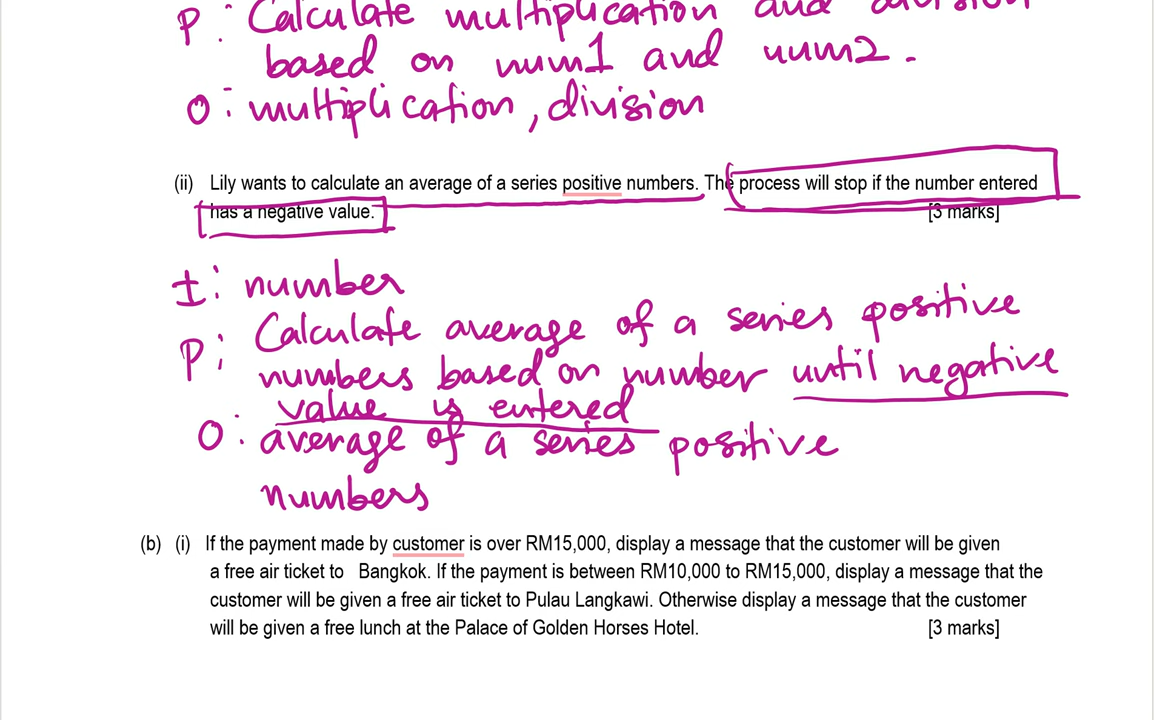 P : Calculate multiplication and division
based on num1 and num2.
O : multiplication, division
(ii) Lily wants to calculate an average of a series positive numbers. The process will stop if the number entered
has a negative value. [3 marks]
I : number
P : Calculate average of a series positive
numbers based on number until negative
value is entered
O : average of a series positive
numbers
(b) (i) If the payment made by customer is over RM15,000, display a message that the customer will be given
a free air ticket to Bangkok. If the payment is between RM10,000 to RM15,000, display a message that the
customer will be given a free air ticket to Pulau Langkawi. Otherwise display a message that the customer
will be given a free lunch at the Palace of Golden Horses Hotel. [3 marks]